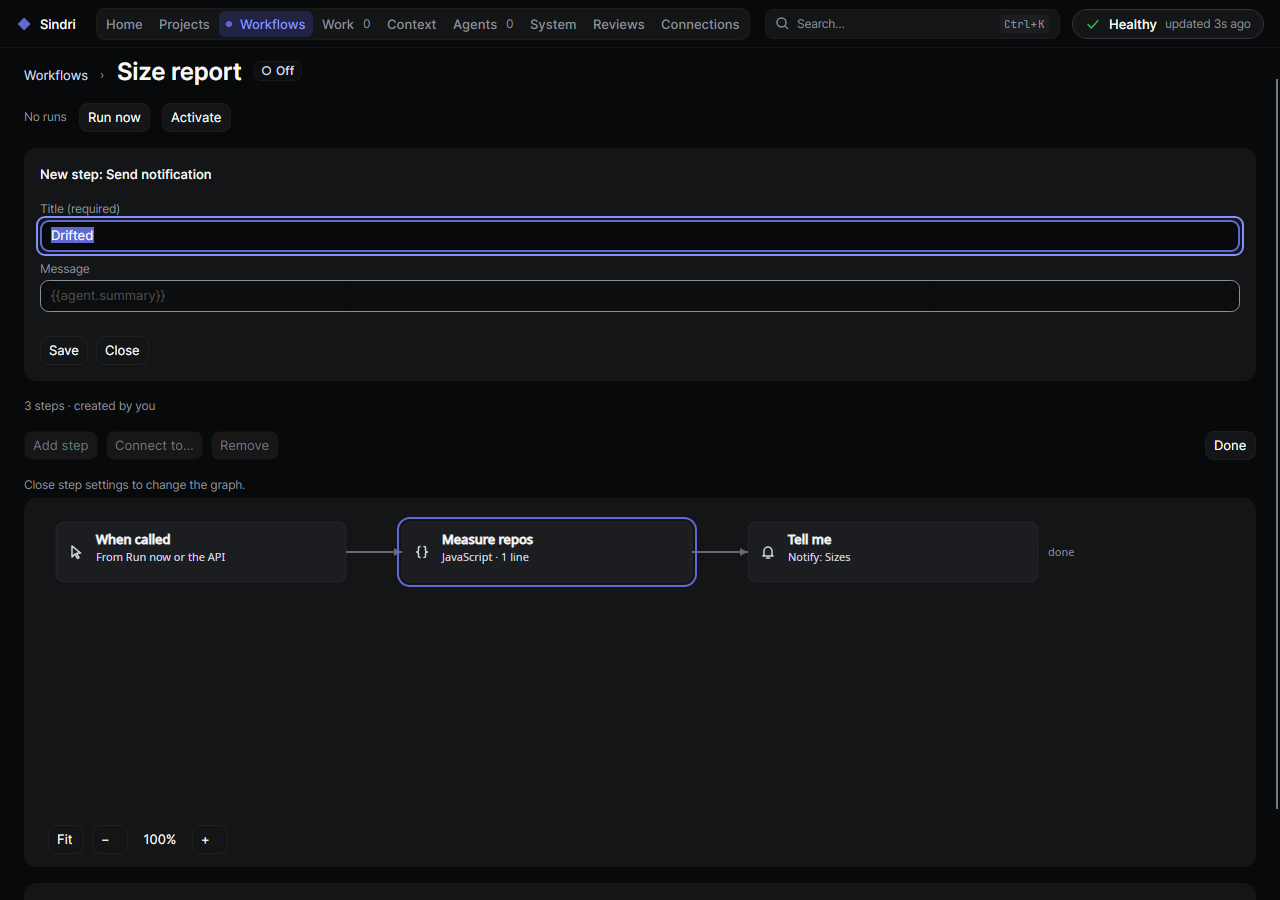 Sindri Home Projects Workflows Work 0 Context Agents 0 System Reviews Connections Search... Ctrl+K Healthy updated 3s ago
Workflows › Size report Off
No runs Run now Activate
New step: Send notification
Title (required)
Drifted
Message
{{agent.summary}}
Save Close
3 steps · created by you
Add step Connect to... Remove Done
Close step settings to change the graph.
When called
From Run now or the API
{} Measure repos
JavaScript · 1 line
Tell me
Notify: Sizes
done
Fit − 100% +